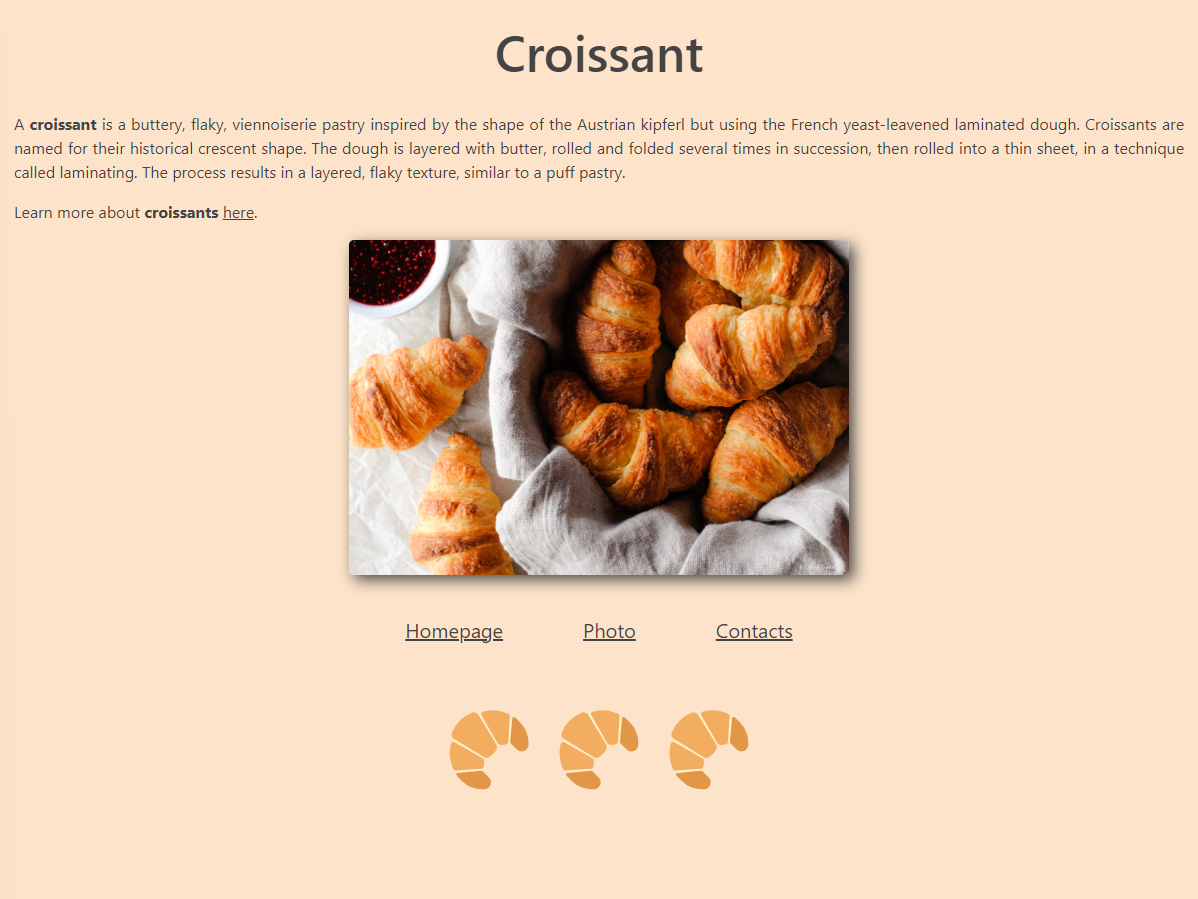 Croissant
A croissant is a buttery, flaky, viennoiserie pastry inspired by the shape of the Austrian kipferl but using the French yeast-leavened laminated dough. Croissants are
named for their historical crescent shape. The dough is layered with butter, rolled and folded several times in succession, then rolled into a thin sheet, in a technique
called laminating. The process results in a layered, flaky texture, similar to a puff pastry.
Learn more about croissants here.
Homepage Photo Contacts